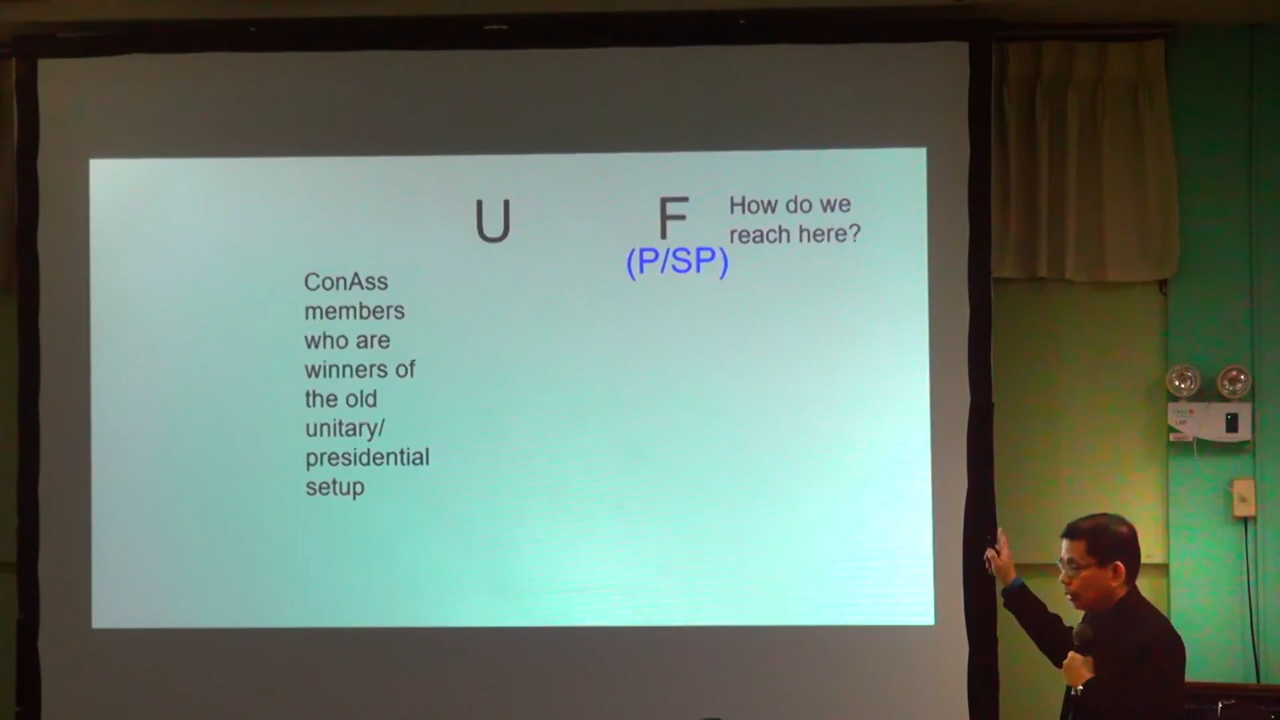 U
F
(P/SP)
How do we
reach here?
ConAss
members
who are
winners of
the old
unitary/
presidential
setup